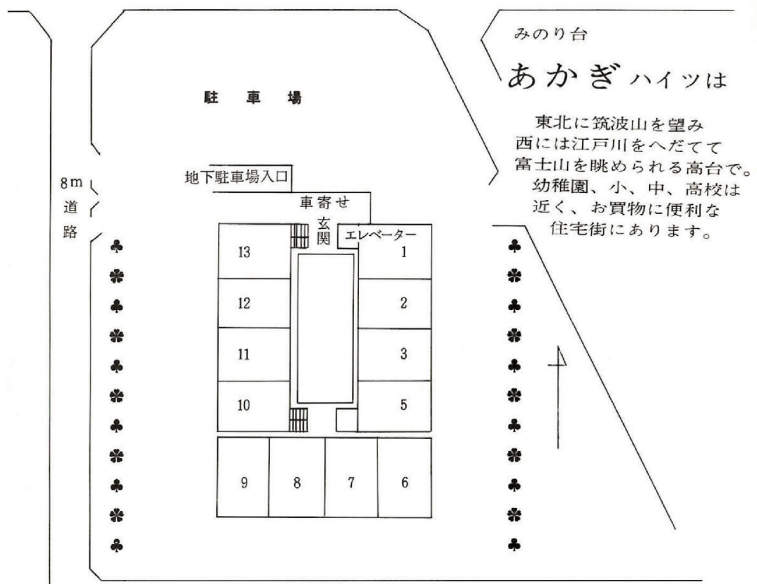 みのり台
あかぎハイツは
東北に筑波山を望み
西には江戸川をへだてて
富士山を眺められる高台で。
幼稚園、小、中、高校は
近く、お買物に便利な
住宅街にあります。
駐車場
8m
道
路
地下駐車場入口
車寄せ
玄
関
エレベーター
13
1
12
2
11
3
10
5
9
8
7
6